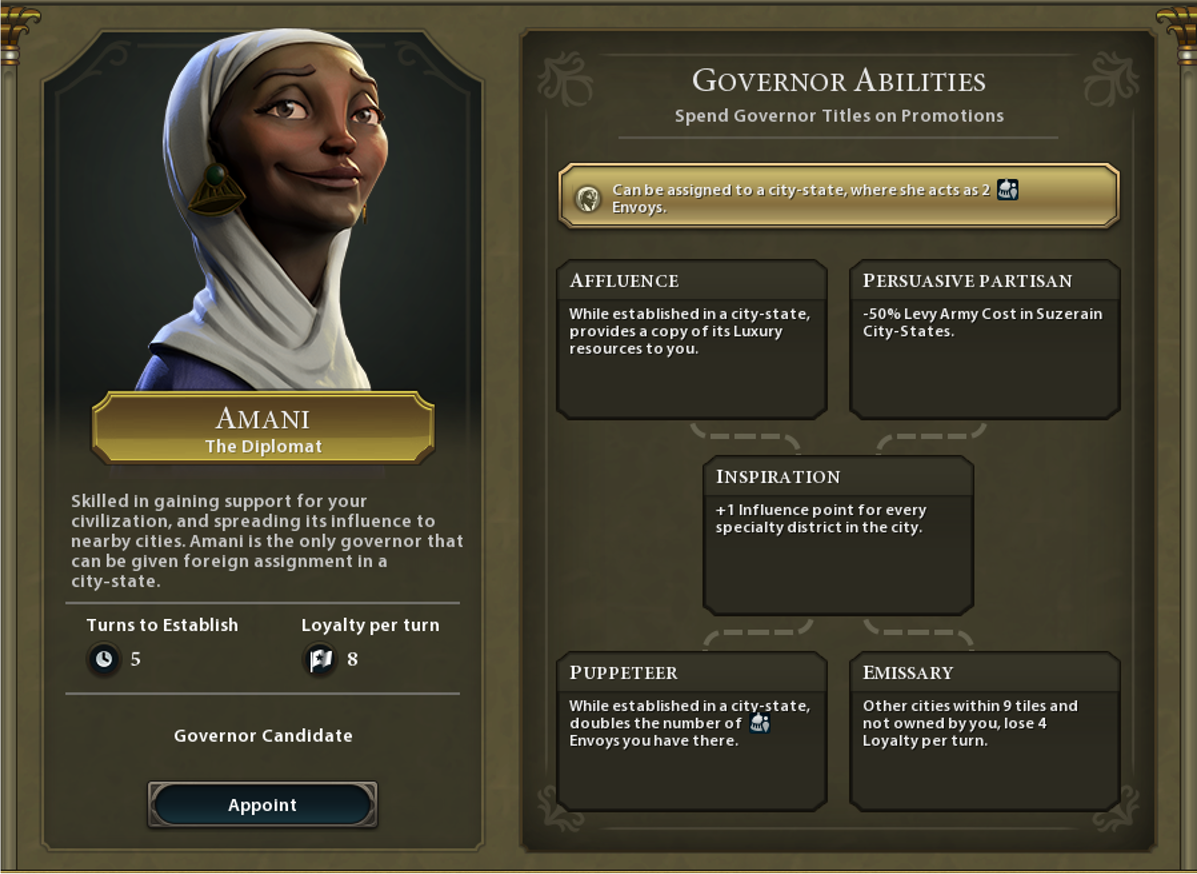 AMANI
The Diplomat
Skilled in gaining support for your
civilization, and spreading its influence to
nearby cities. Amani is the only governor that
can be given foreign assignment in a
city-state.
Turns to Establish
5
Loyalty per turn
8
Governor Candidate
Appoint
GOVERNOR ABILITIES
Spend Governor Titles on Promotions
Can be assigned to a city-state, where she acts as 2
Envoys.
AFFLUENCE
While established in a city-state,
provides a copy of its Luxury
resources to you.
PERSUASIVE PARTISAN
-50% Levy Army Cost in Suzerain
City-States.
INSPIRATION
+1 Influence point for every
specialty district in the city.
PUPPETEER
While established in a city-state,
doubles the number of
Envoys you have there.
EMISSARY
Other cities within 9 tiles and
not owned by you, lose 4
Loyalty per turn.